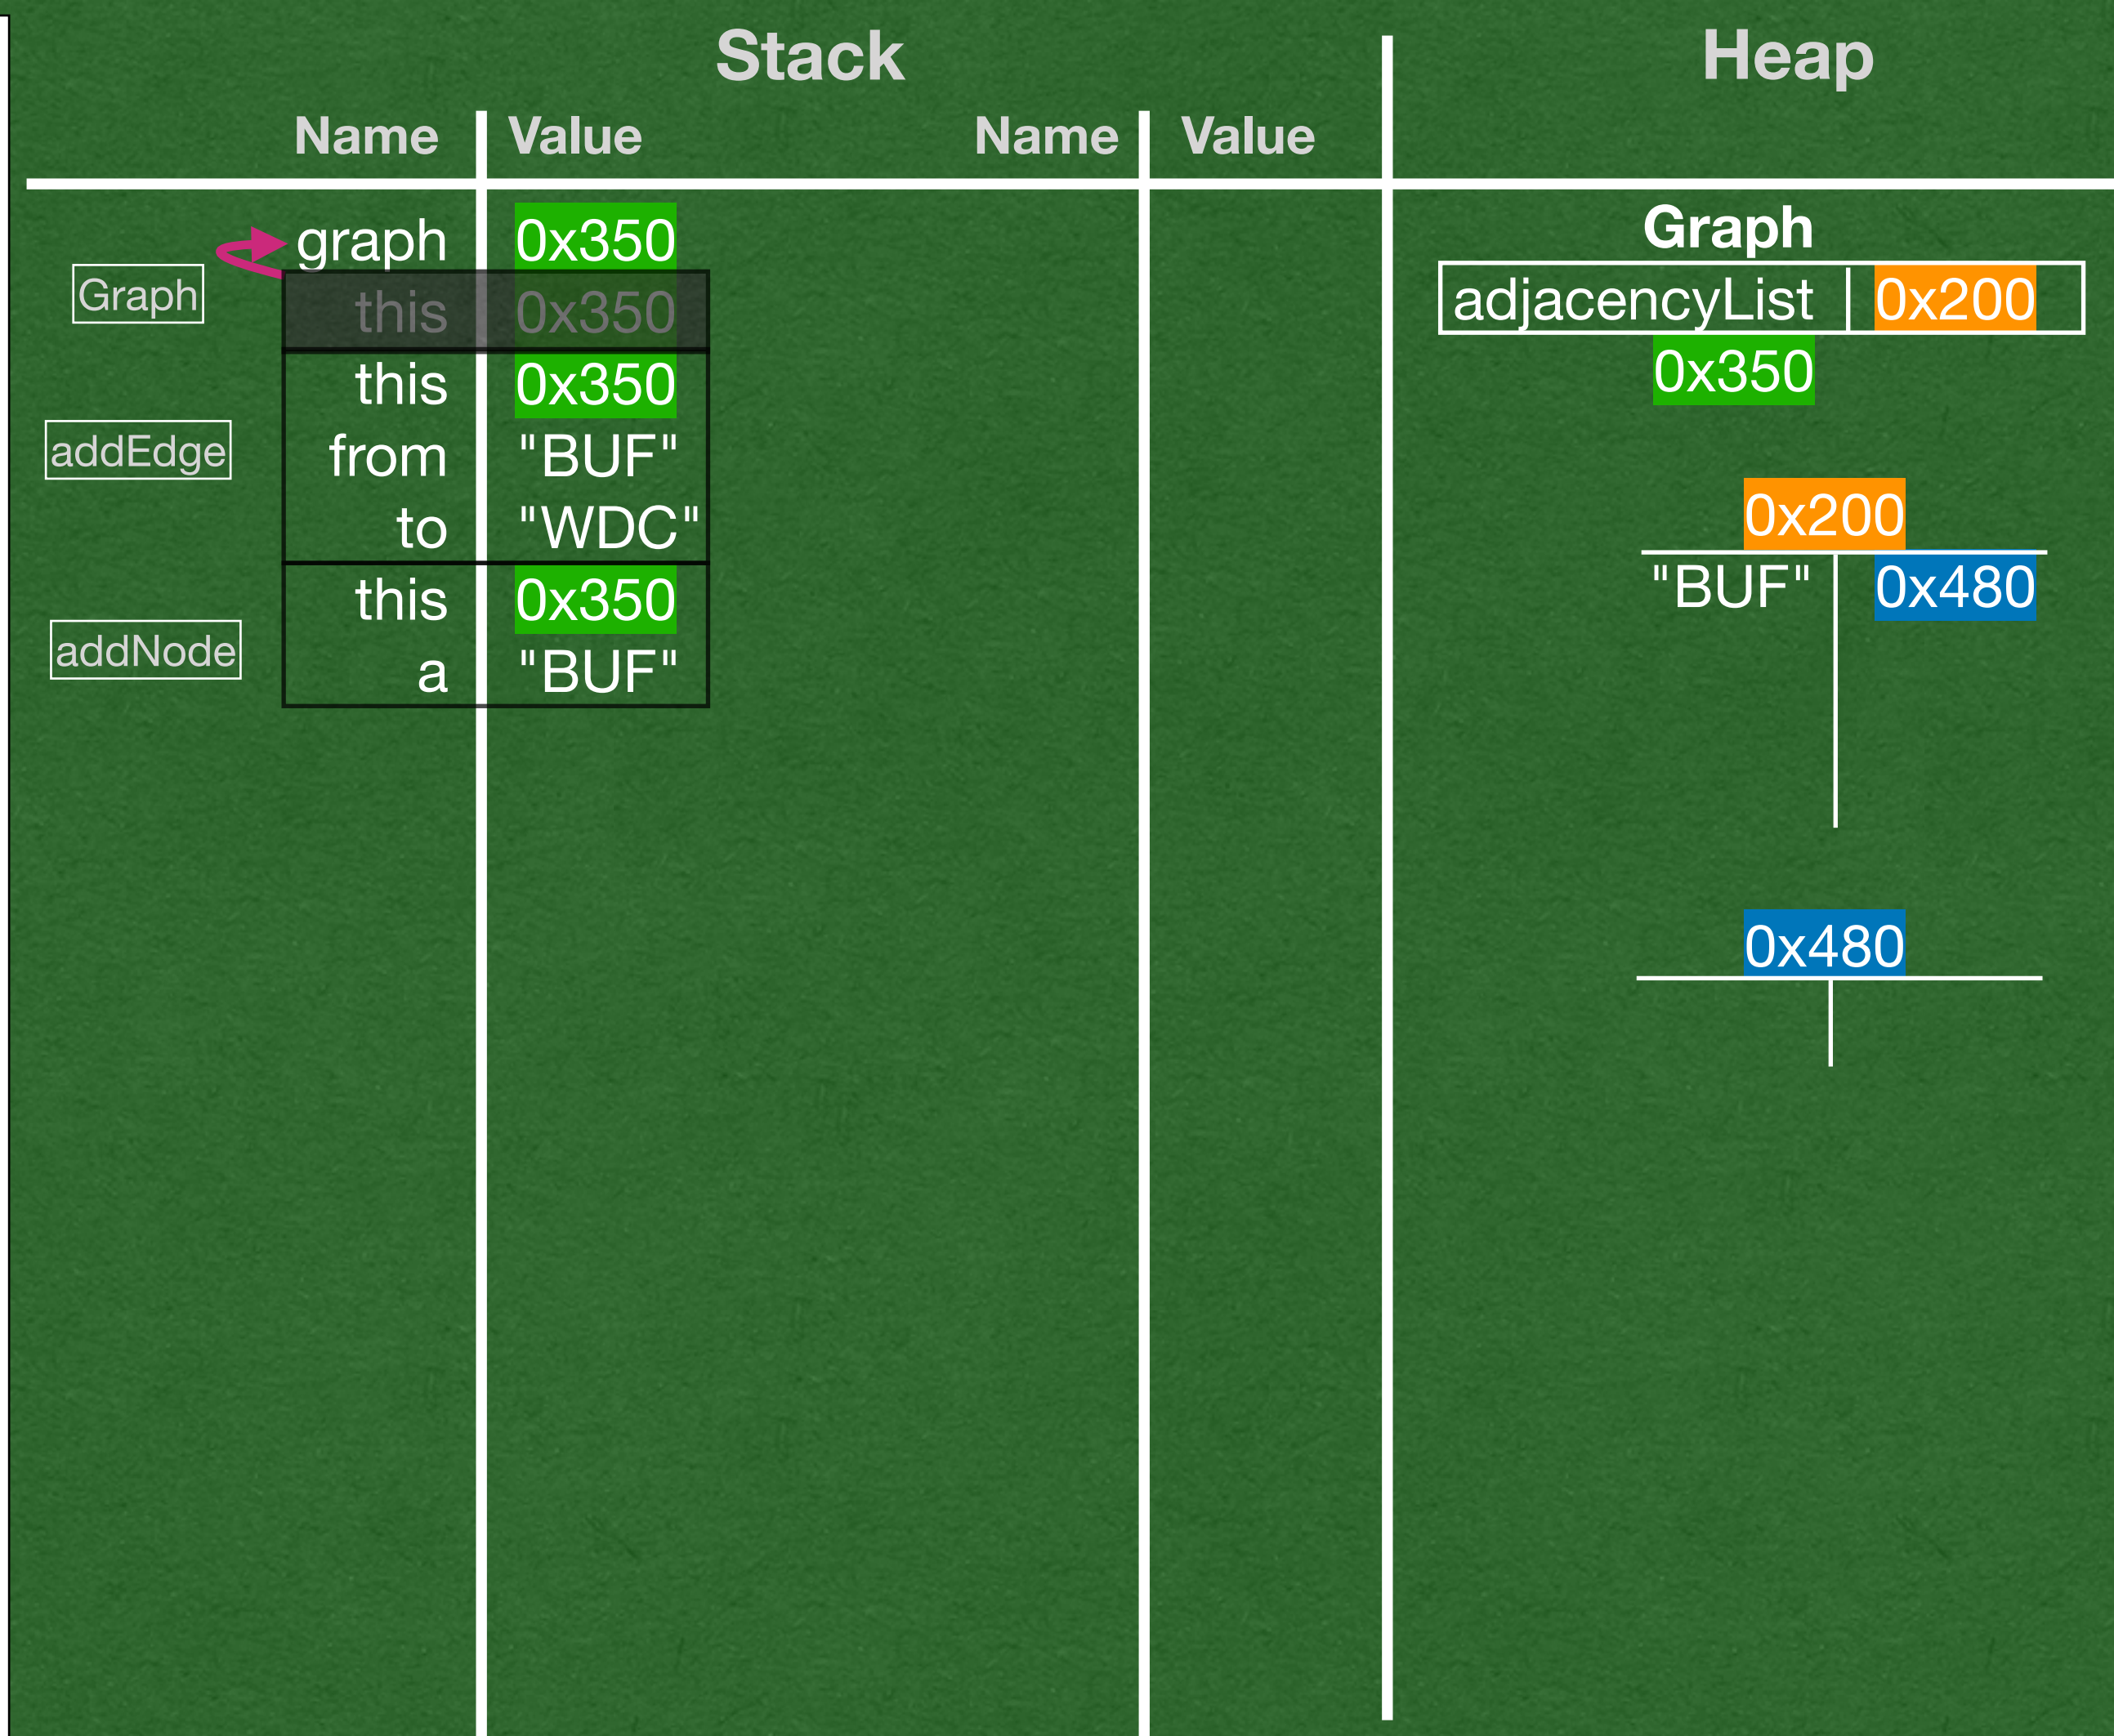 Stack
Heap
Name Value Name Value
graph 0x350
Graph
this 0x350
this 0x350
addEdge
from "BUF"
to "WDC"
this 0x350
addNode
a "BUF"
Graph
adjacencyList 0x200
0x350
0x200
"BUF" 0x480
0x480